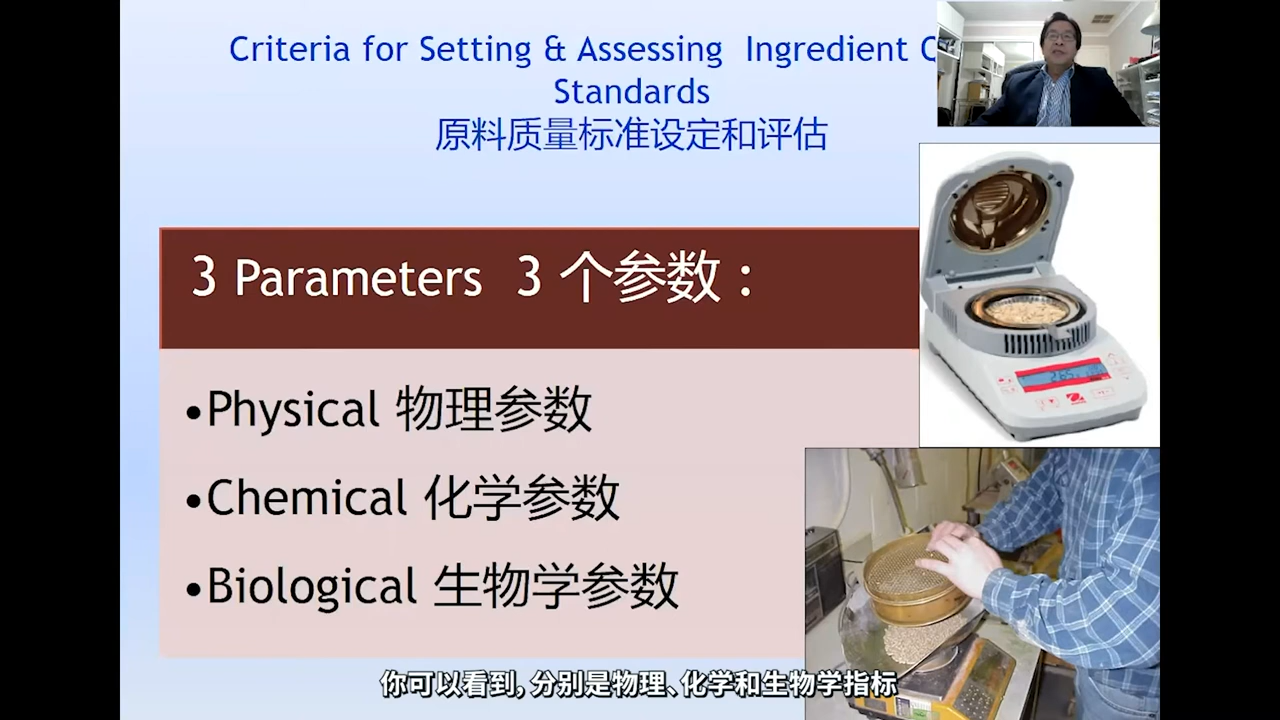 Criteria for Setting & Assessing Ingredient
Standards
原料质量标准设定和评估
3 Parameters 3 个参数：
•Physical 物理参数
•Chemical 化学参数
•Biological 生物学参数
你可以看到, 分别是物理、化学和生物学指标